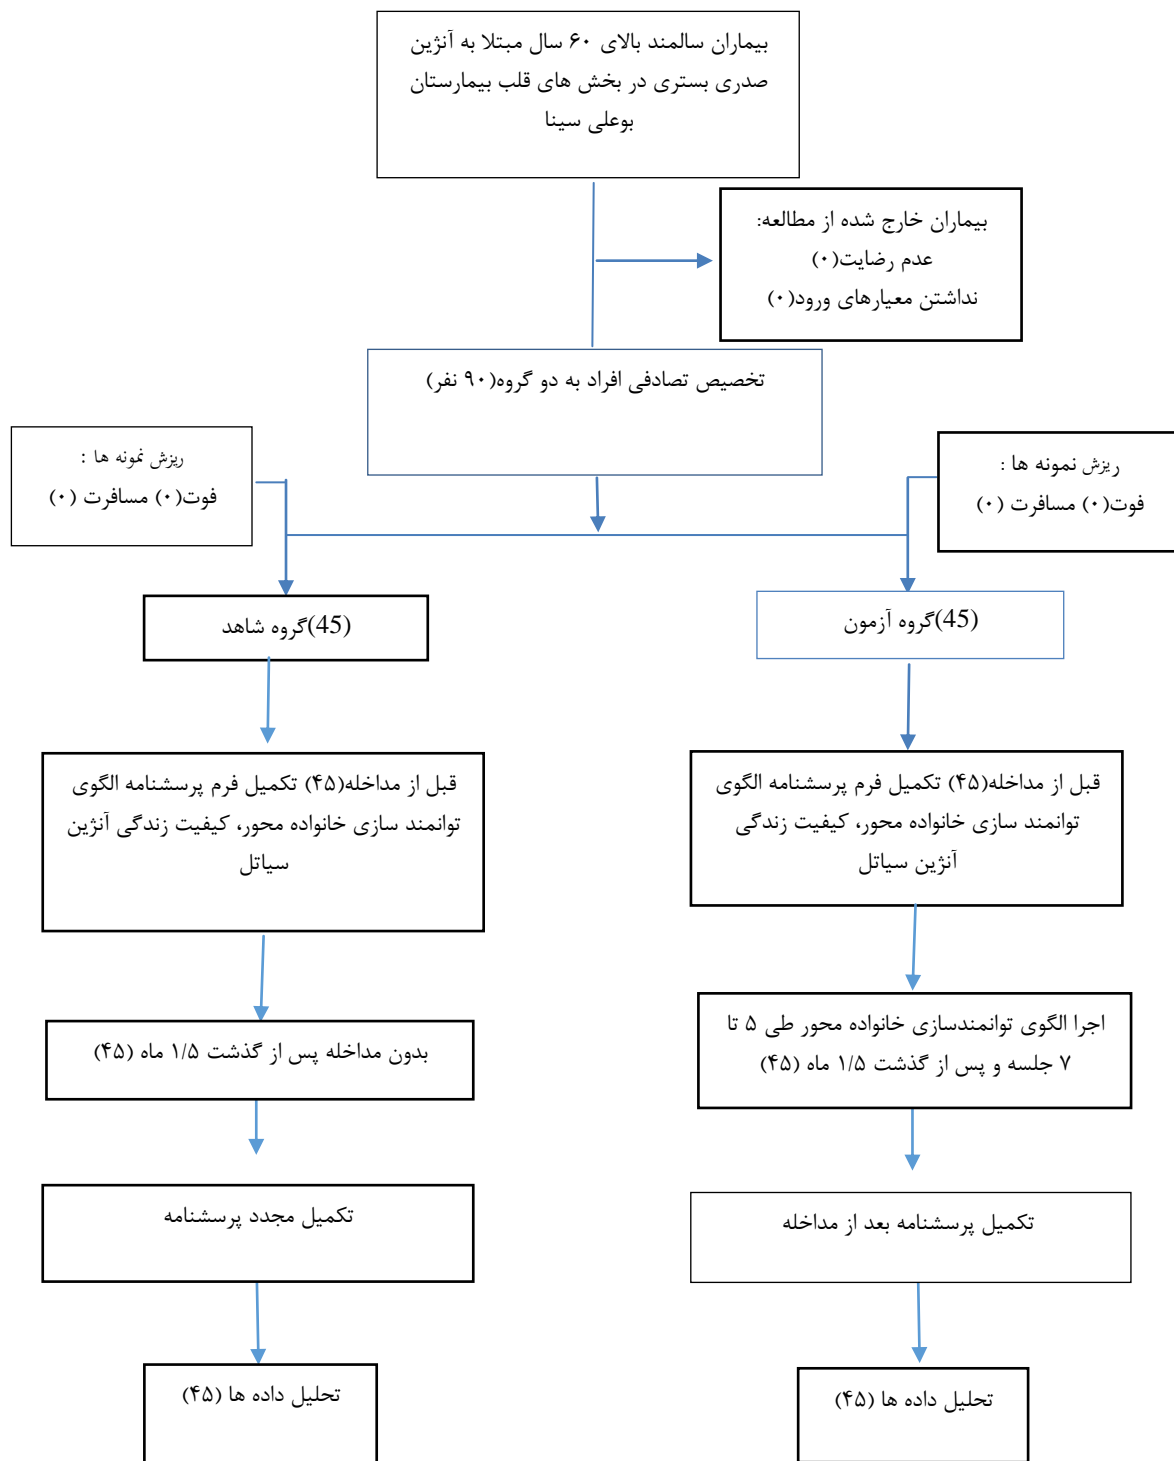 بیماران سالمند بالای ۶۰ سال مبتلا به آنژین
صدری بستری در بخش های قلب بیمارستان
بوعلی سینا
بیماران خارج شده از مطالعه:
عدم رضایت(۰)
نداشتن معیارهای ورود(۰)
تخصیص تصادفی افراد به دو گروه(۹۰ نفر)
ریزش نمونه ها :
فوت(۰) مسافرت (۰)
ریزش نمونه ها :
فوت(۰) مسافرت (۰)
گروه آزمون(45)
گروه شاهد(45)
قبل از مداخله(۴۵) تکمیل فرم پرسشنامه الگوی
توانمند سازی خانواده محور، کیفیت زندگی
آنژین سیاتل
قبل از مداخله(۴۵) تکمیل فرم پرسشنامه الگوی
توانمند سازی خانواده محور، کیفیت زندگی آنژین
سیاتل
اجرا الگوی توانمندسازی خانواده محور طی ۵ تا
۷ جلسه و پس از گذشت ۱/۵ ماه (۴۵)
بدون مداخله پس از گذشت ۱/۵ ماه (۴۵)
تکمیل پرسشنامه بعد از مداخله
تکمیل مجدد پرسشنامه
تحلیل داده ها (۴۵)
تحلیل داده ها (۴۵)